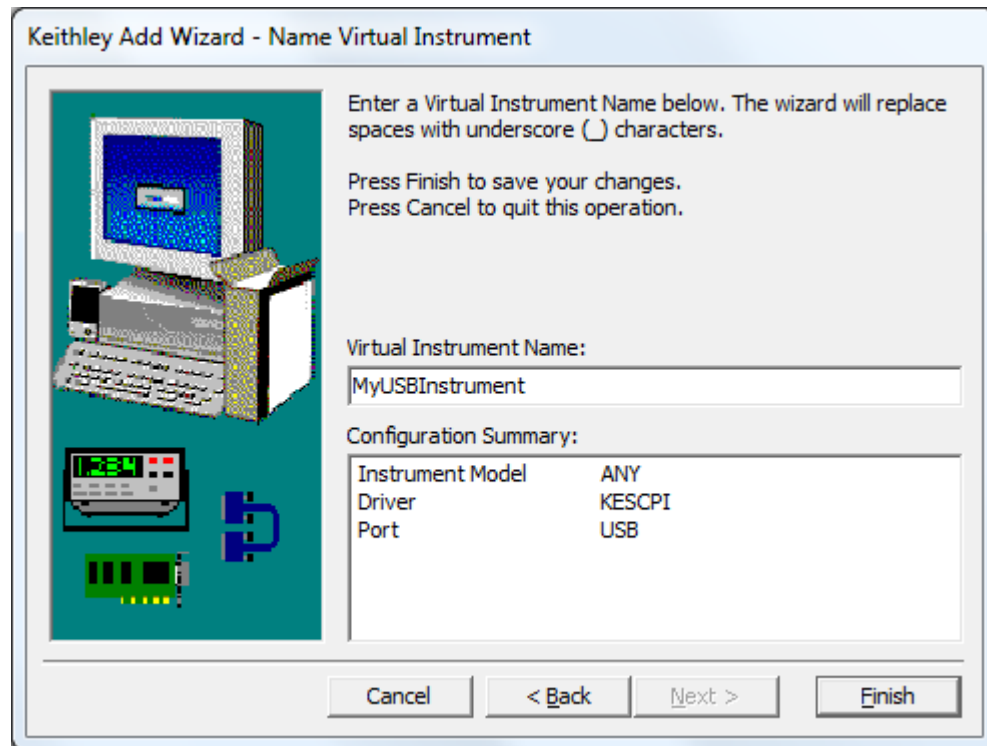 Keithley Add Wizard - Name Virtual Instrument
Enter a Virtual Instrument Name below. The wizard will replace
spaces with underscore (_) characters.
Press Finish to save your changes.
Press Cancel to quit this operation.
Virtual Instrument Name:
MyUSBInstrument
Configuration Summary:
Instrument Model ANY
Driver KESCPI
Port USB
1.234
Cancel < Back Next > Finish